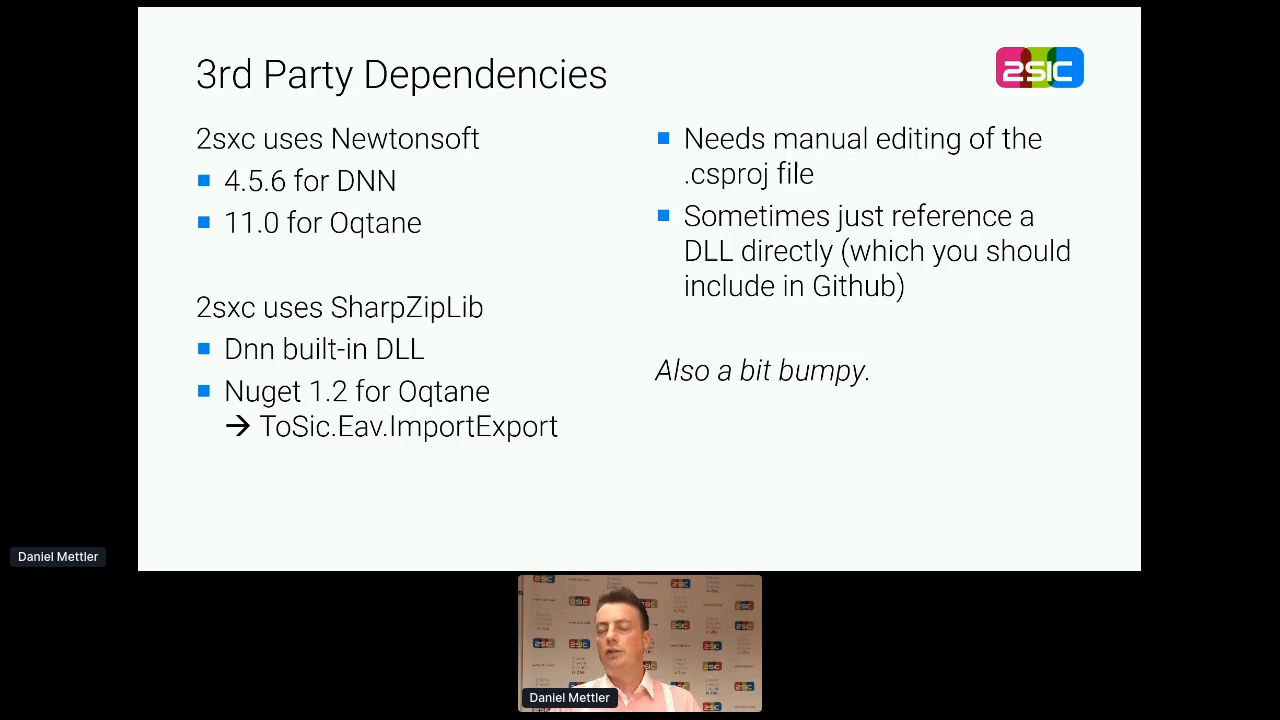 3rd Party Dependencies
2SIC
2sxc uses Newtonsoft
4.5.6 for DNN
11.0 for Oqtane
2sxc uses SharpZipLib
Dnn built-in DLL
Nuget 1.2 for Oqtane
→ ToSic.Eav.ImportExport
Needs manual editing of the
.csproj file
Sometimes just reference a
DLL directly (which you should
include in Github)
Also a bit bumpy.
Daniel Mettler
Daniel Mettler